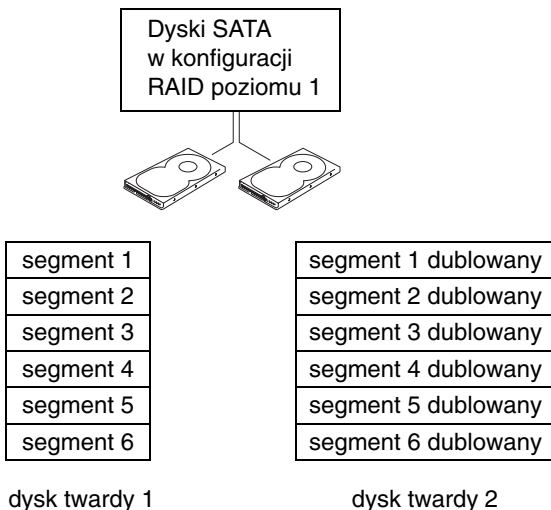 Dyski SATA
w konfiguracji
RAID poziomu 1
segment 1
segment 2
segment 3
segment 4
segment 5
segment 6
dysk twardy 1
segment 1 dublowany
segment 2 dublowany
segment 3 dublowany
segment 4 dublowany
segment 5 dublowany
segment 6 dublowany
dysk twardy 2